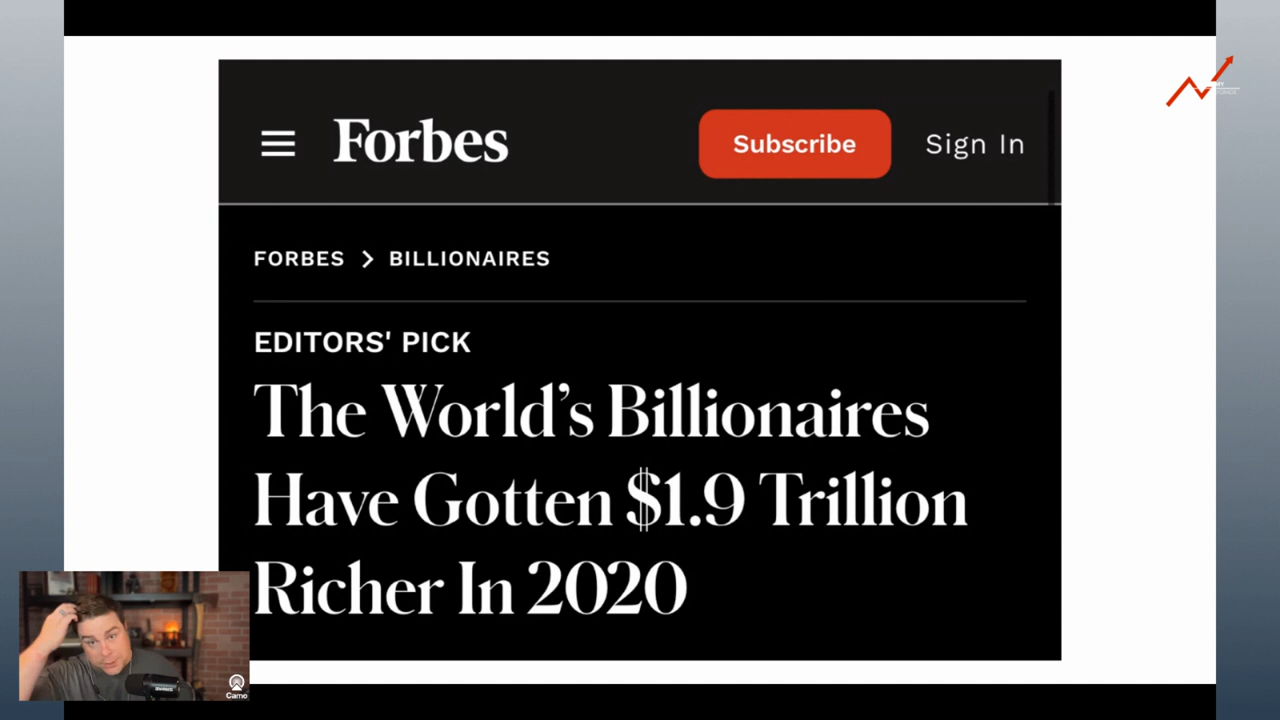 Forbes
Subscribe
Sign In
FORBES > BILLIONAIRES
EDITORS' PICK
The World’s Billionaires
Have Gotten $1.9 Trillion
Richer In 2020
Camo